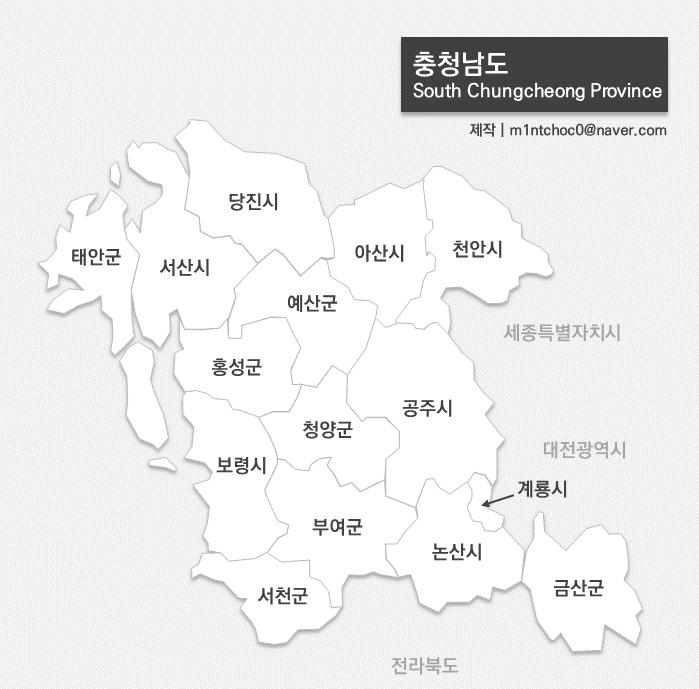 충청남도
South Chungcheong Province
제작 | m1ntchoc0@naver.com
당진시
태안군
서산시
아산시
천안시
예산군
세종특별자치시
홍성군
공주시
청양군
대전광역시
보령시
계룡시
부여군
논산시
서천군
금산군
전라북도